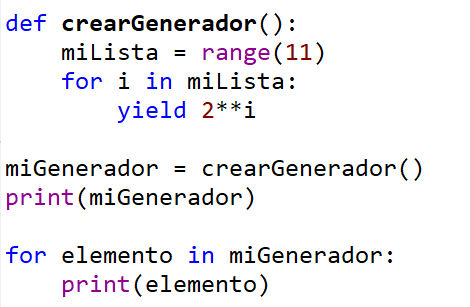 def crearGenerador():
    miLista = range(11)
    for i in miLista:
        yield 2**i

miGenerador = crearGenerador()
print(miGenerador)

for elemento in miGenerador:
    print(elemento)